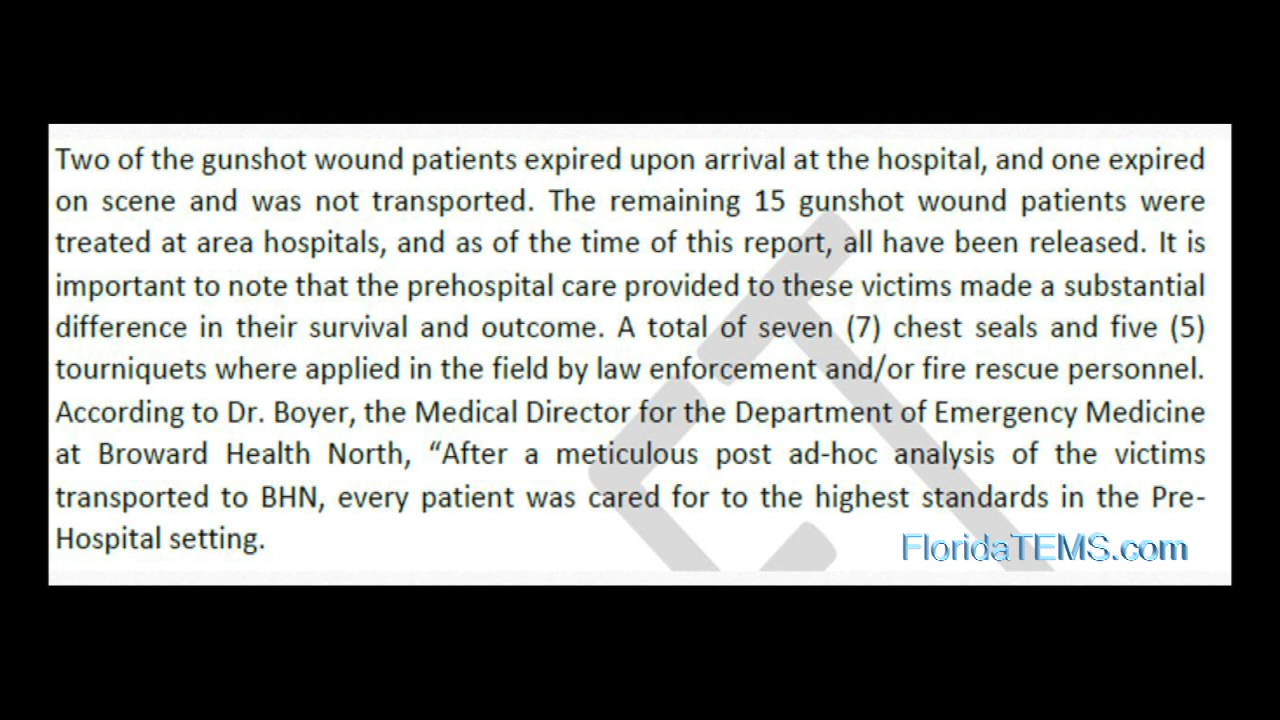 Two of the gunshot wound patients expired upon arrival at the hospital, and one expired
on scene and was not transported. The remaining 15 gunshot wound patients were
treated at area hospitals, and as of the time of this report, all have been released. It is
important to note that the prehospital care provided to these victims made a substantial
difference in their survival and outcome. A total of seven (7) chest seals and five (5)
tourniquets where applied in the field by law enforcement and/or fire rescue personnel.
According to Dr. Boyer, the Medical Director for the Department of Emergency Medicine
at Broward Health North, “After a meticulous post ad-hoc analysis of the victims
transported to BHN, every patient was cared for to the highest standards in the Pre-
Hospital setting.
FloridaTEMS.com